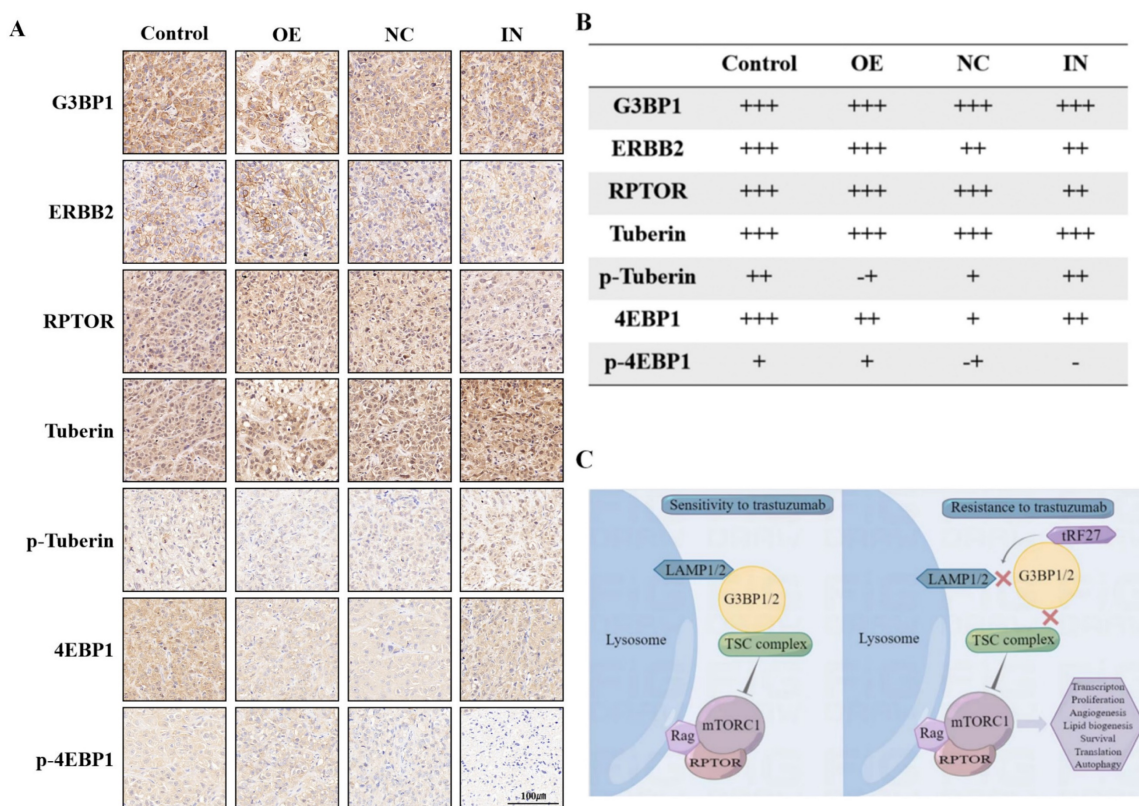 A
Control OE NC IN
G3BP1
ERBB2
RPTOR
Tuberin
p-Tuberin
4EBP1
p-4EBP1
100μm
B
Control OE NC IN
G3BP1 +++ +++ +++ +++
ERBB2 +++ +++ ++ ++
RPTOR +++ +++ +++ ++
Tuberin +++ +++ +++ +++
p-Tuberin ++ -+ + ++
4EBP1 +++ ++ + ++
p-4EBP1 + + -+ -
C
Sensitivity to trastuzumab
LAMP1/2
G3BP1/2
Lysosome
TSC complex
mTORC1
Rag
RPTOR
Resistance to trastuzumab
tRF27
LAMP1/2
G3BP1/2
Lysosome
TSC complex
mTORC1
Rag
RPTOR
Transcripton
Proliferation
Angiogenesis
Lipid biogenesis
Survival
Translation
Autophagy